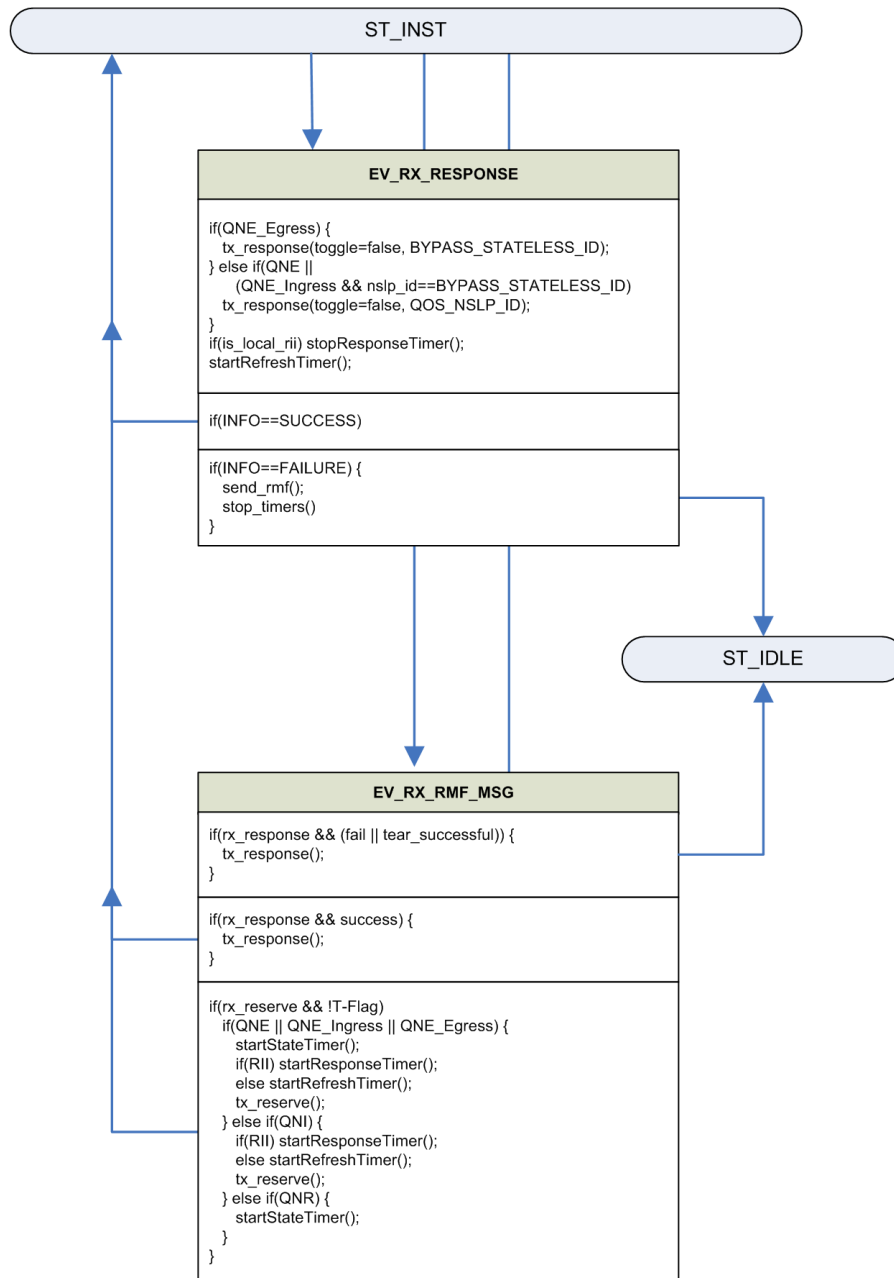 ST_INST
EV_RX_RESPONSE
if(QNE_Egress) {
tx_response(toggle=false, BYPASS_STATELESS_ID);
} else if(QNE ||
(QNE_Ingress && nslp_id==BYPASS_STATELESS_ID)
tx_response(toggle=false, QOS_NSLP_ID);
}
if(is_local_rii) stopResponseTimer();
startRefreshTimer();
if(INFO==SUCCESS)
if(INFO==FAILURE) {
send_rmf();
stop_timers()
}
ST_IDLE
EV_RX_RMF_MSG
if(rx_response && (fail || tear_successful)) {
tx_response();
}
if(rx_response && success) {
tx_response();
}
if(rx_reserve && !T-Flag)
if(QNE || QNE_Ingress || QNE_Egress) {
startStateTimer();
if(RII) startResponseTimer();
else startRefreshTimer();
tx_reserve();
} else if(QNI) {
if(RII) startResponseTimer();
else startRefreshTimer();
tx_reserve();
} else if(QNR) {
startStateTimer();
}
}